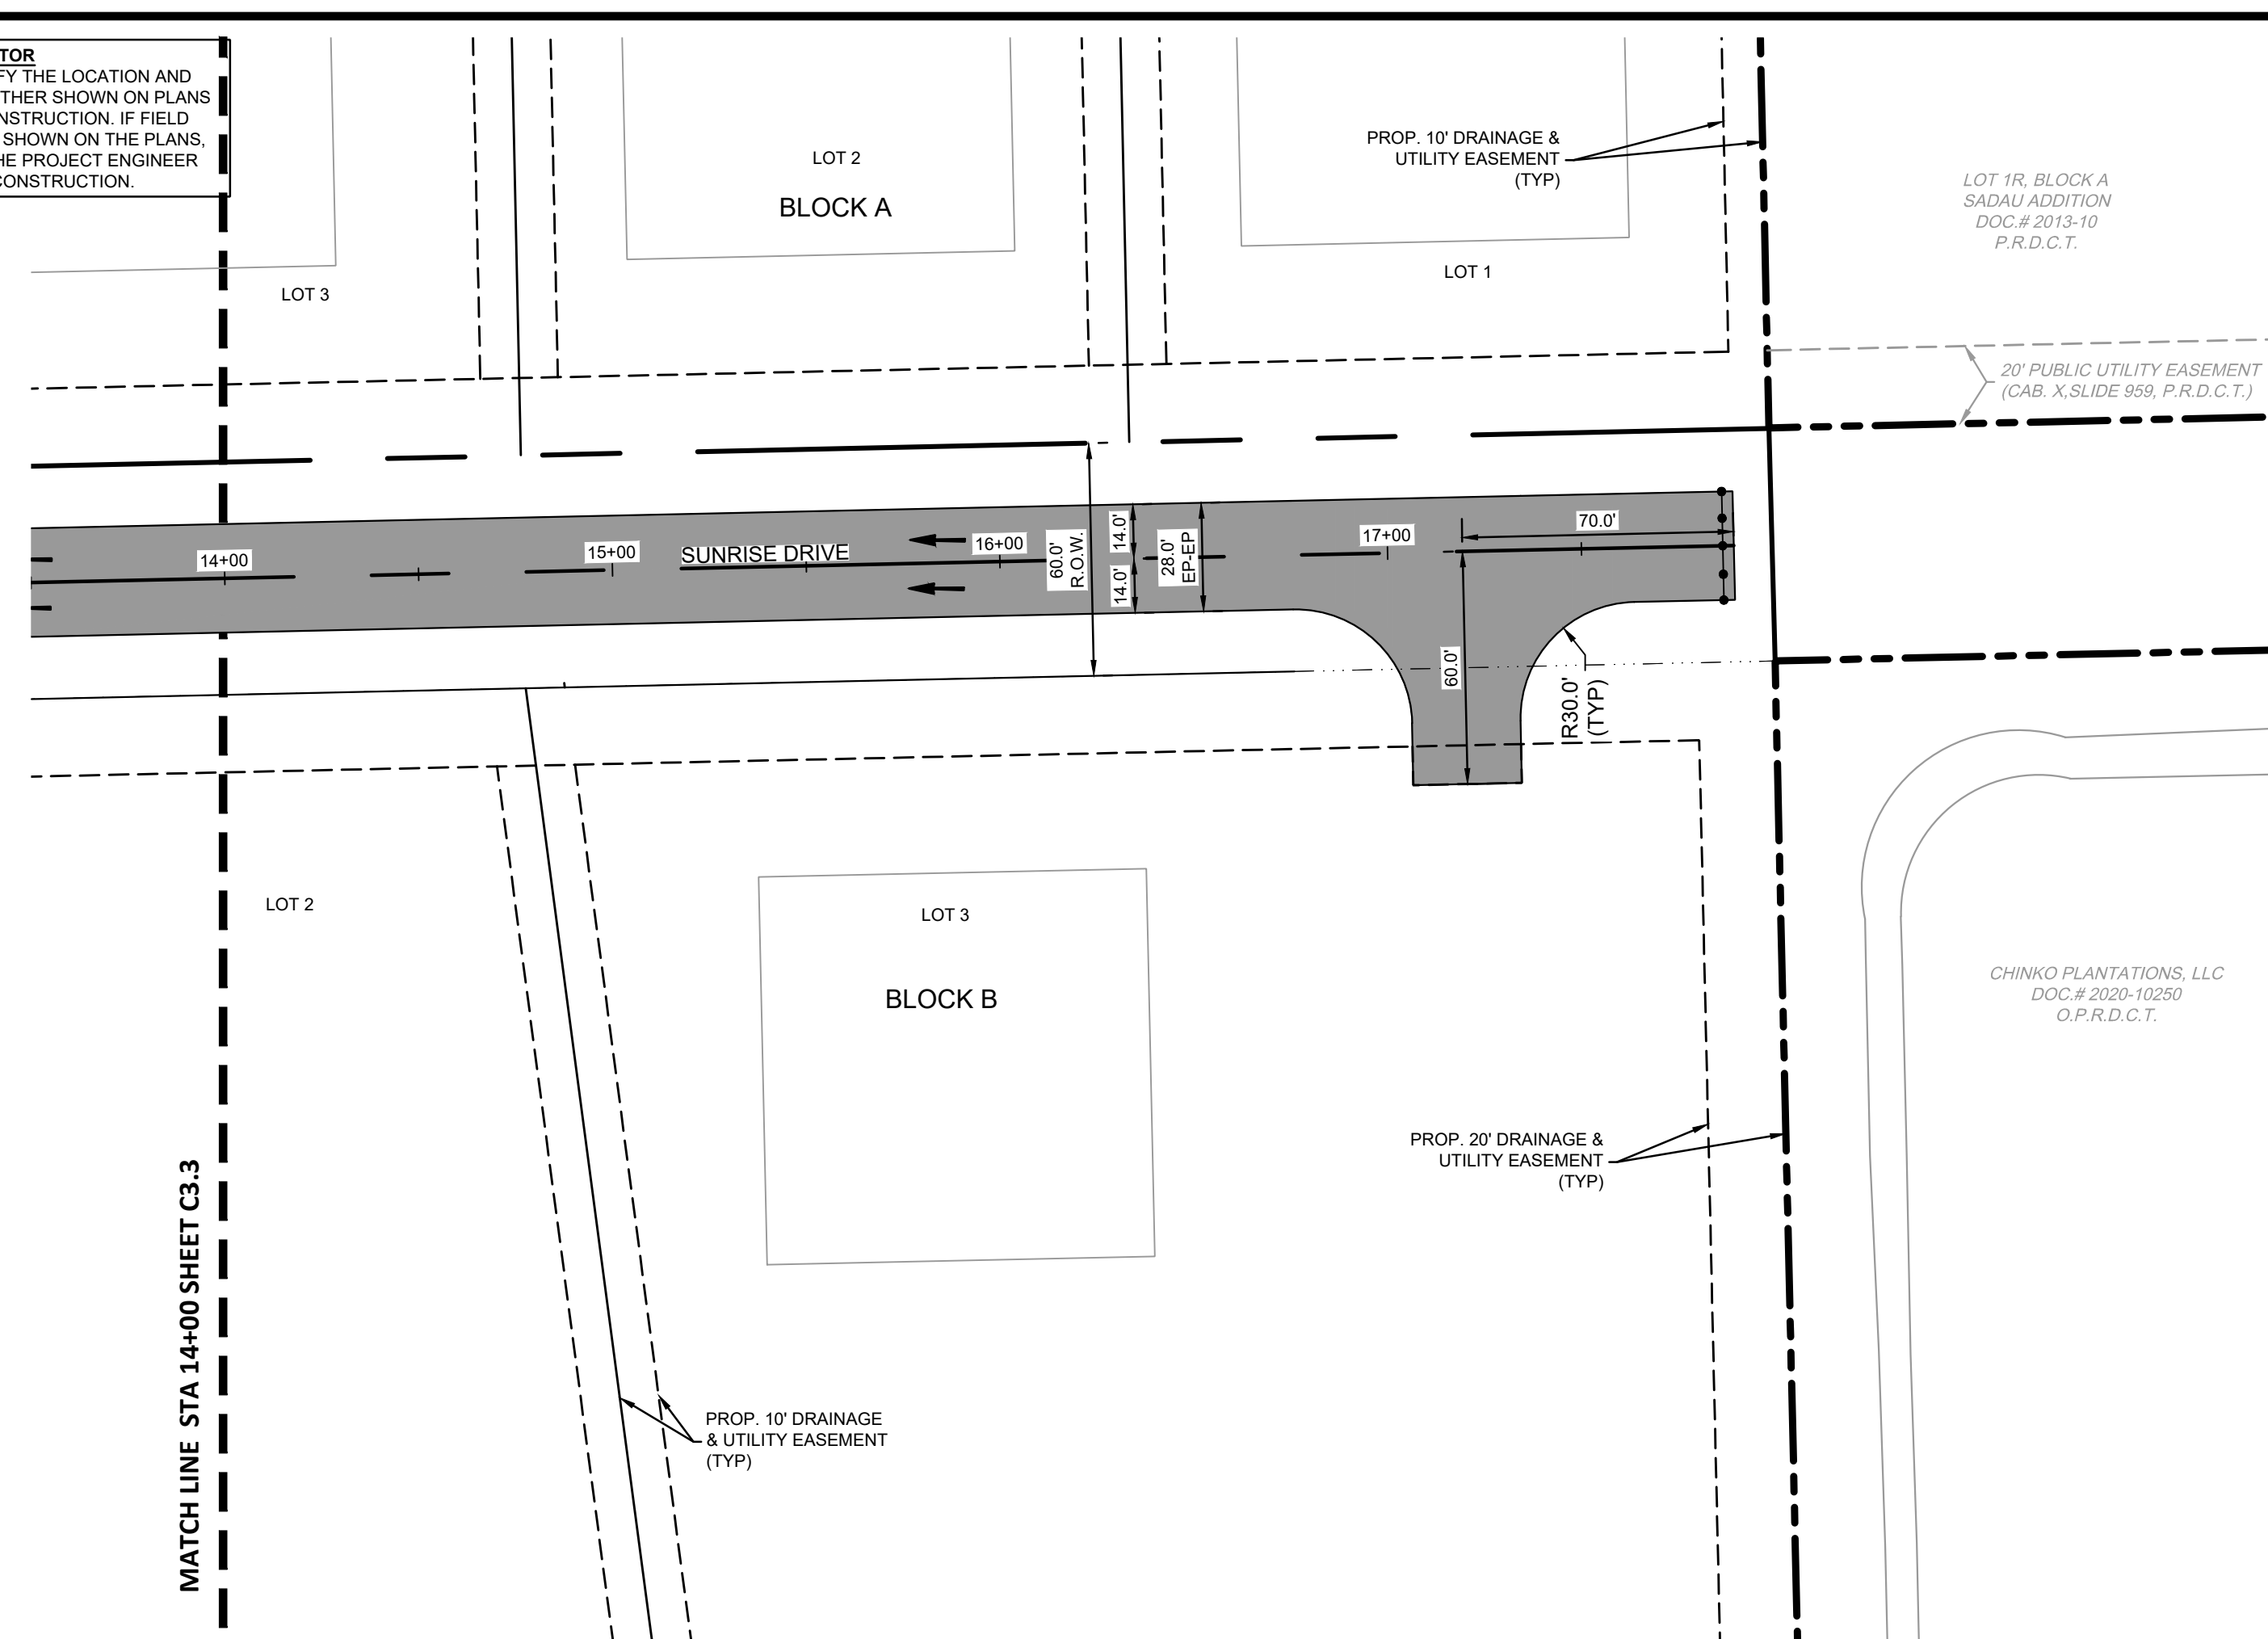 TOR
FY THE LOCATION AND
THER SHOWN ON PLANS
NSTRUCTION. IF FIELD
SHOWN ON THE PLANS,
HE PROJECT ENGINEER
CONSTRUCTION.
LOT 3
LOT 2
BLOCK A
PROP. 10' DRAINAGE &
UTILITY EASEMENT
(TYP)
LOT 1
LOT 1R, BLOCK A
SADAU ADDITION
DOC.# 2013-10
P.R.D.C.T.
20' PUBLIC UTILITY EASEMENT
(CAB. X,SLIDE 959, P.R.D.C.T.)
14+00
15+00
SUNRISE DRIVE
16+00
60.0'
R.O.W.
14.0'
14.0'
28.0'
EP-EP
17+00
70.0'
60.0'
R30.0'
(TYP)
LOT 2
LOT 3
BLOCK B
CHINKO PLANTATIONS, LLC
DOC.# 2020-10250
O.P.R.D.C.T.
PROP. 20' DRAINAGE &
UTILITY EASEMENT
(TYP)
MATCH LINE STA 14+00 SHEET C3.3
PROP. 10' DRAINAGE
& UTILITY EASEMENT
(TYP)